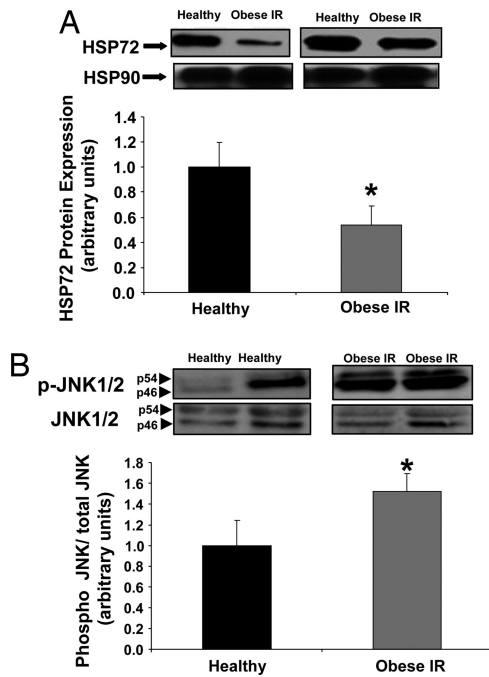 A
Healthy Obese IR Healthy Obese IR
HSP72
HSP90
HSP72 Protein Expression
(arbitrary units)
1.4
1.2
1.0
0.8
0.6
0.4
0.2
0.0
*
Healthy Obese IR
B
Healthy Healthy Obese IR Obese IR
p-JNK1/2 p54
p46
JNK1/2 p54
p46
Phospho JNK/ total JNK
(arbitrary units)
1.8
1.6
1.4
1.2
1.0
0.8
0.6
0.4
0.2
0.0
*
Healthy Obese IR